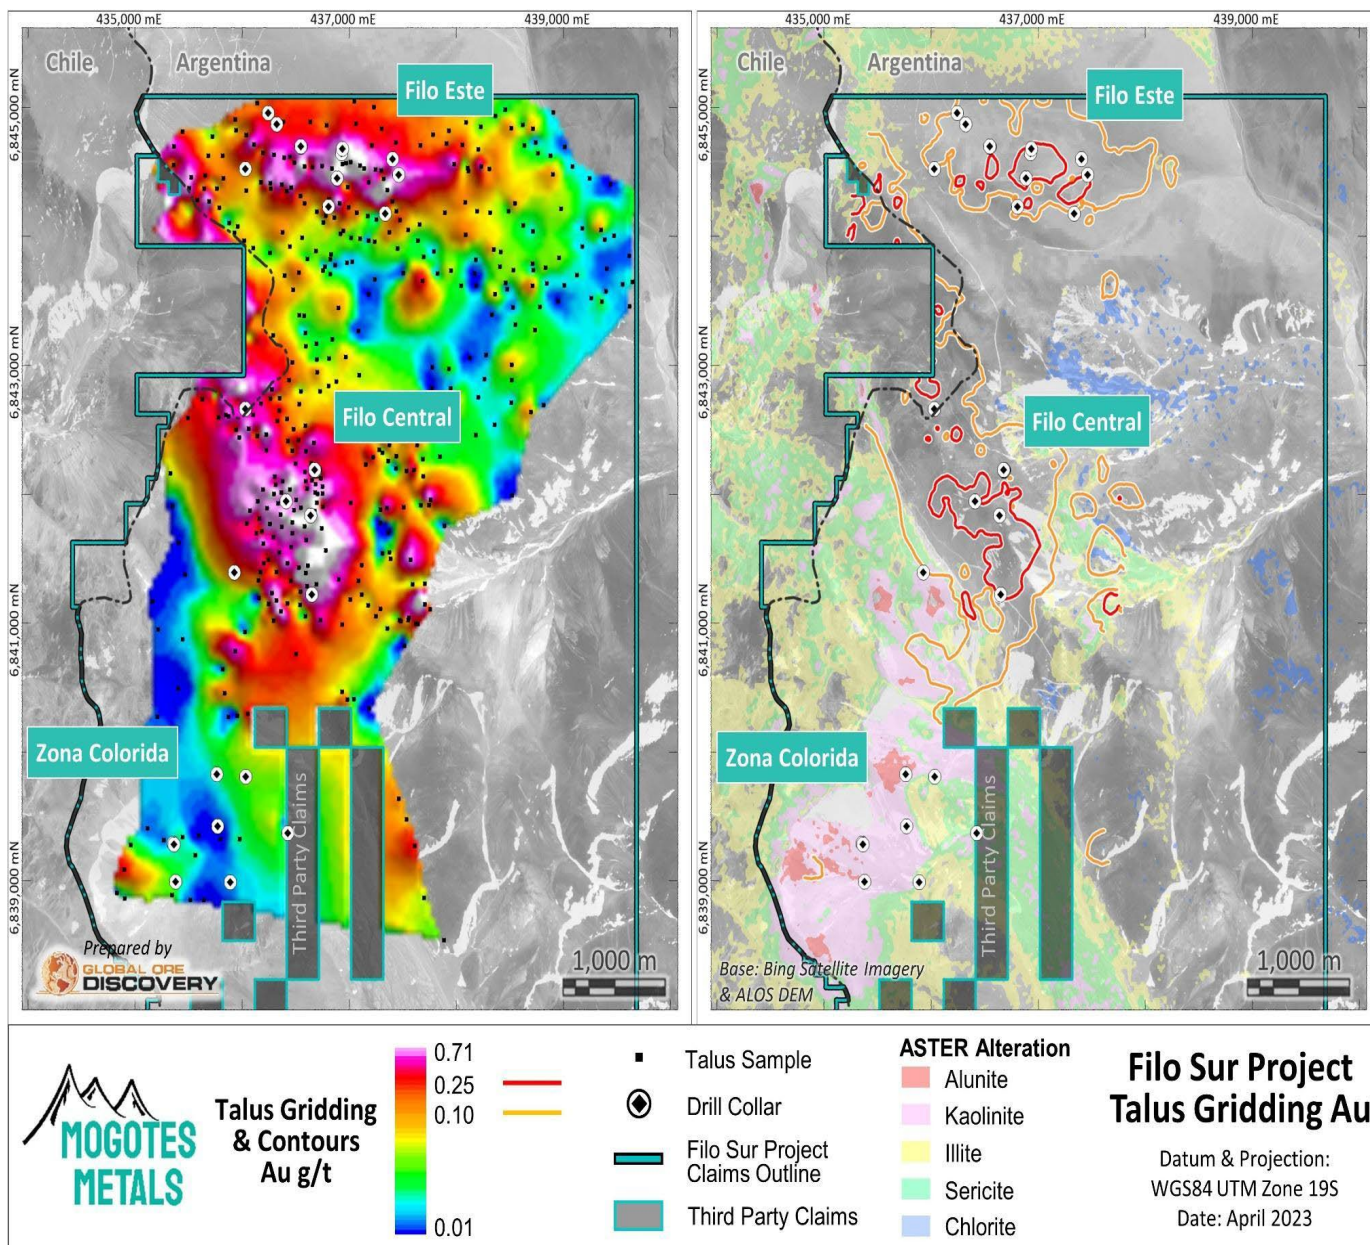 435,000 mE
437,000 mE
439,000 mE
435,000 mE
437,000 mE
439,000 mE
6,845,000 mN
6,843,000 mN
6,841,000 mN
6,839,000 mN
Chile
Argentina
Filo Este
Filo Central
Zona Colorida
Third Party Claims
Prepared by
GLOBAL ORE
DISCOVERY
1,000 m
6,845,000 mN
6,843,000 mN
6,841,000 mN
6,839,000 mN
Chile
Argentina
Filo Este
Filo Central
Zona Colorida
Third Party Claims
Base: Bing Satellite Imagery
& ALOS DEM
1,000 m
MOGOTES
METALS
Talus Gridding
& Contours
Au g/t
0.71
0.25
0.10
0.01
Talus Sample
Drill Collar
Filo Sur Project
Claims Outline
Third Party Claims
ASTER Alteration
Alunite
Kaolinite
Illite
Sericite
Chlorite
Filo Sur Project
Talus Gridding Au
Datum & Projection:
WGS84 UTM Zone 19S
Date: April 2023